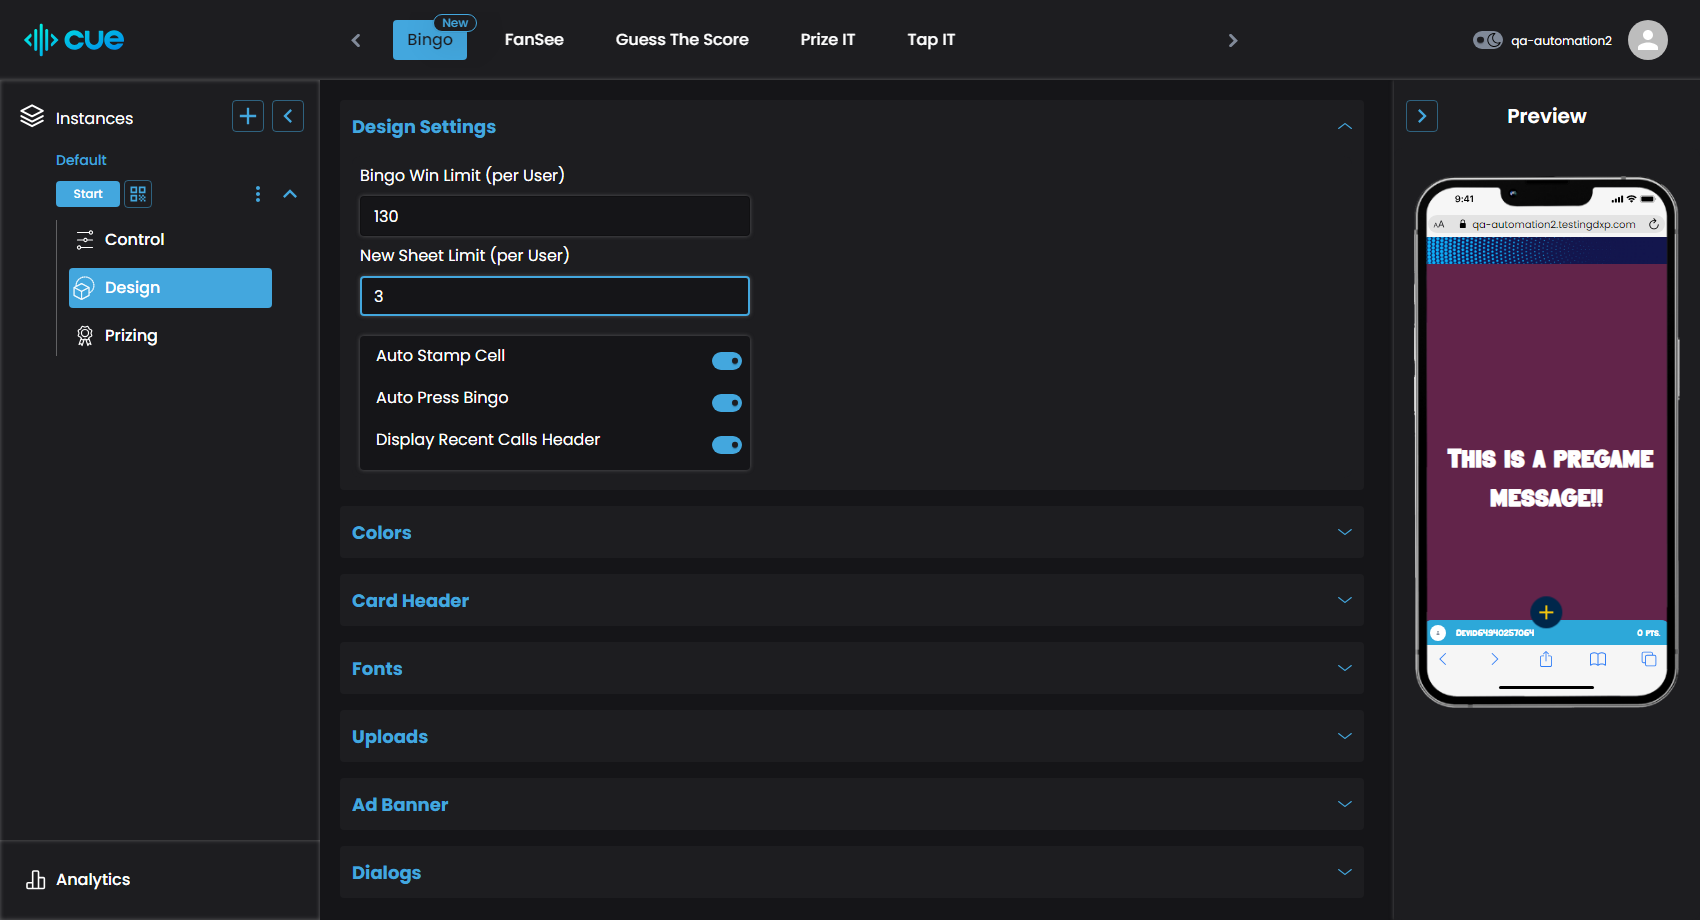 cue
Bingo
New
FanSee
Guess The Score
Prize IT
Tap IT
qa-automation2
Instances
Default
Start
Control
Design
Prizing
Analytics
Design Settings
Bingo Win Limit (per User)
130
New Sheet Limit (per User)
3
Auto Stamp Cell
Auto Press Bingo
Display Recent Calls Header
Colors
Card Header
Fonts
Uploads
Ad Banner
Dialogs
Preview
9:41
AA qa-automation2.testingdxp.com
THIS IS A PREGAME
MESSAGE!!
DEVID64940257064 0 PTS.